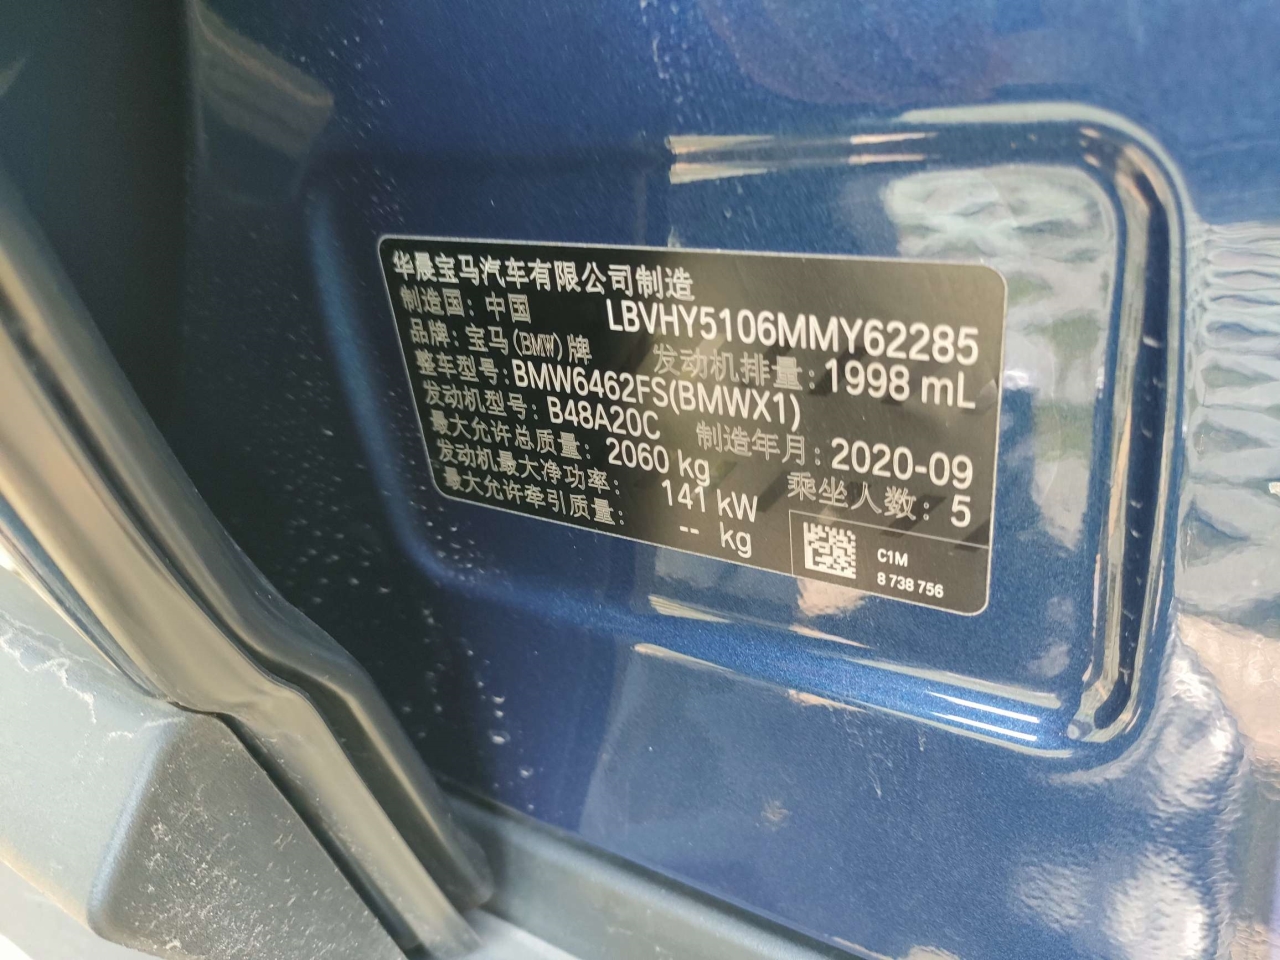 华晨宝马汽车有限公司制造
制造国: 中国 LBVHY5106MMY62285
品牌: 宝马(BMW)牌 发动机排量: 1998 mL
整车型号: BMW6462FS(BMWX1)
发动机型号: B48A20C 制造年月: 2020-09
最大允许总质量: 2060 kg 乘坐人数: 5
发动机最大净功率: 141 kW
最大允许牵引质量: -- kg
C1M
8 738 756